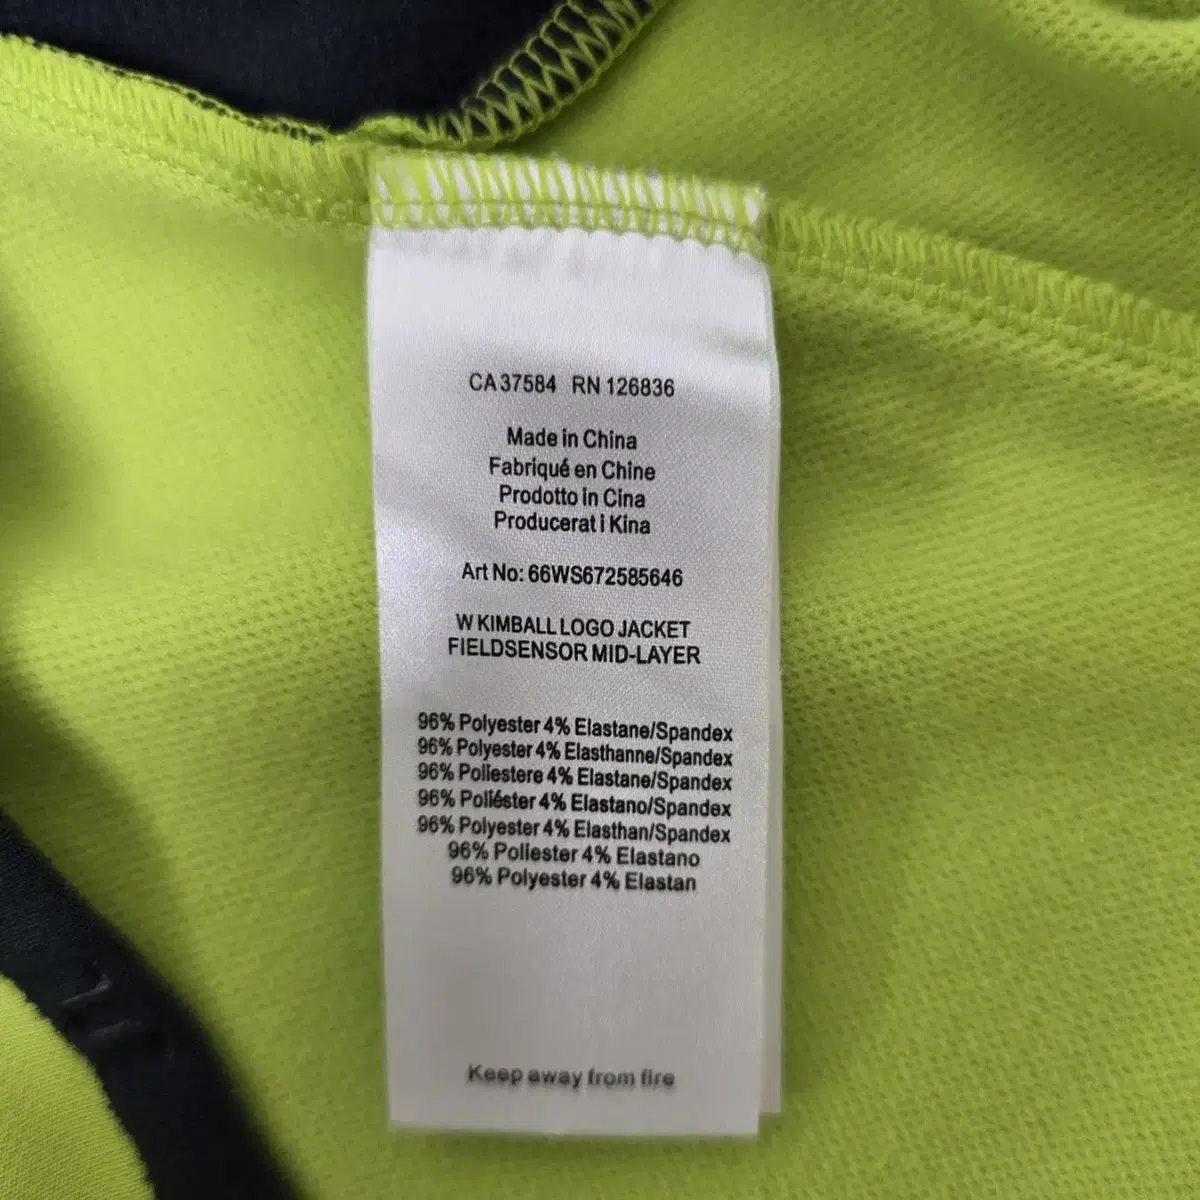 CA 37584 RN 126836
Made in China
Fabriqué en Chine
Prodotto in Cina
Producerat i Kina
Art No: 66WS672585646
W KIMBALL LOGO JACKET
FIELDSENSOR MID-LAYER
96% Polyester 4% Elastane/Spandex
96% Polyester 4% Elasthanne/Spandex
96% Poliestere 4% Elastane/Spandex
96% Poliéster 4% Elastano/Spandex
96% Polyester 4% Elasthan/Spandex
96% Poliester 4% Elastano
96% Polyester 4% Elastan
Keep away from fire